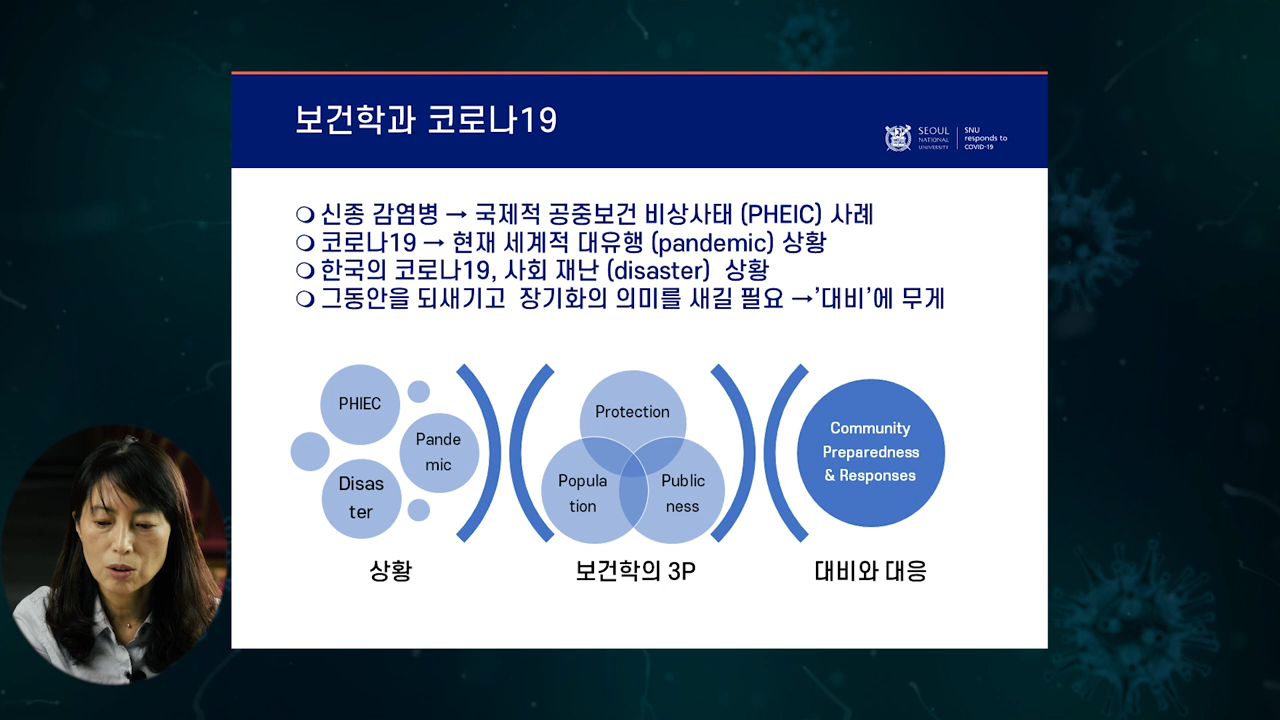 보건학과 코로나19
SEOUL
NATIONAL
UNIVERSITY
SNU
responds to
COVID-19
❍ 신종 감염병 → 국제적 공중보건 비상사태 (PHEIC) 사례
❍ 코로나19 → 현재 세계적 대유행 (pandemic) 상황
❍ 한국의 코로나19, 사회 재난 (disaster) 상황
❍ 그동안을 되새기고 장기화의 의미를 새길 필요 →’대비’에 무게
PHIEC
Pande
mic
Disas
ter
상황
Protection
Popula
tion
Public
ness
보건학의 3P
Community
Preparedness
& Responses
대비와 대응